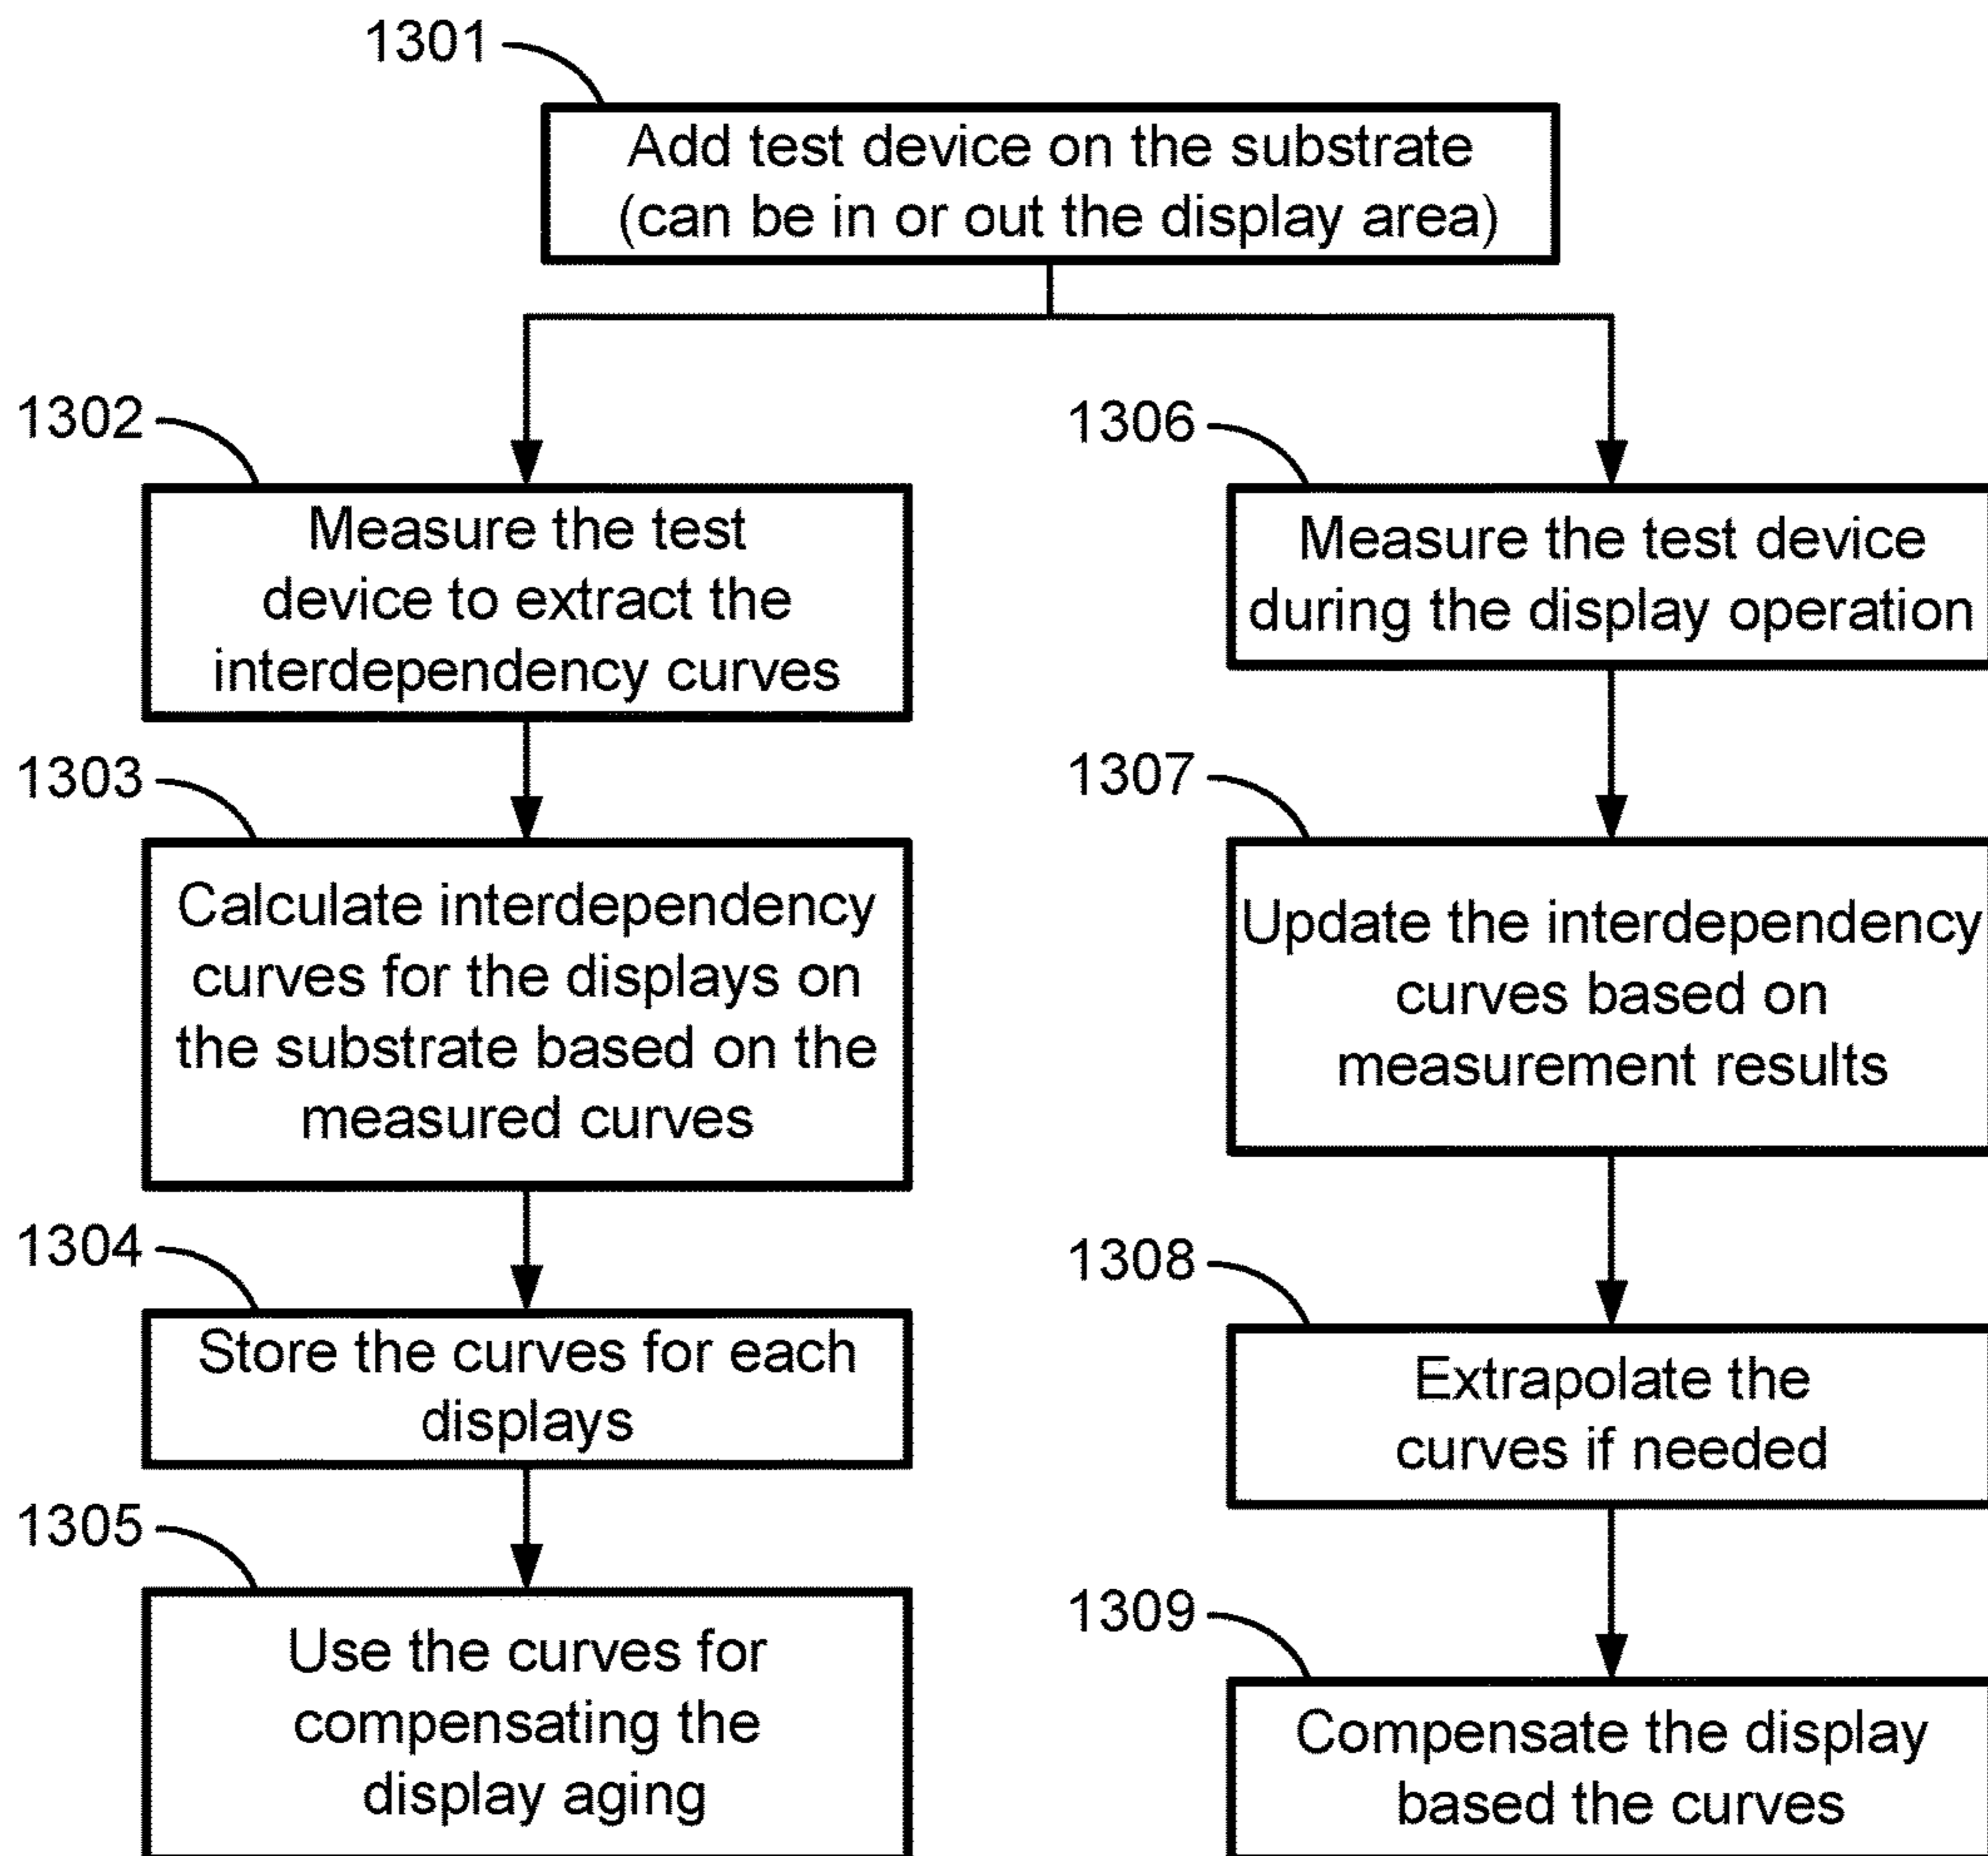 1301
Add test device on the substrate
(can be in or out the display area)
1302
Measure the test
device to extract the
interdependency curves
1303
Calculate interdependency
curves for the displays on
the substrate based on the
measured curves
1304
Store the curves for each
displays
1305
Use the curves for
compensating the
display aging
1306
Measure the test device
during the display operation
1307
Update the interdependency
curves based on
measurement results
1308
Extrapolate the
curves if needed
1309
Compensate the display
based the curves